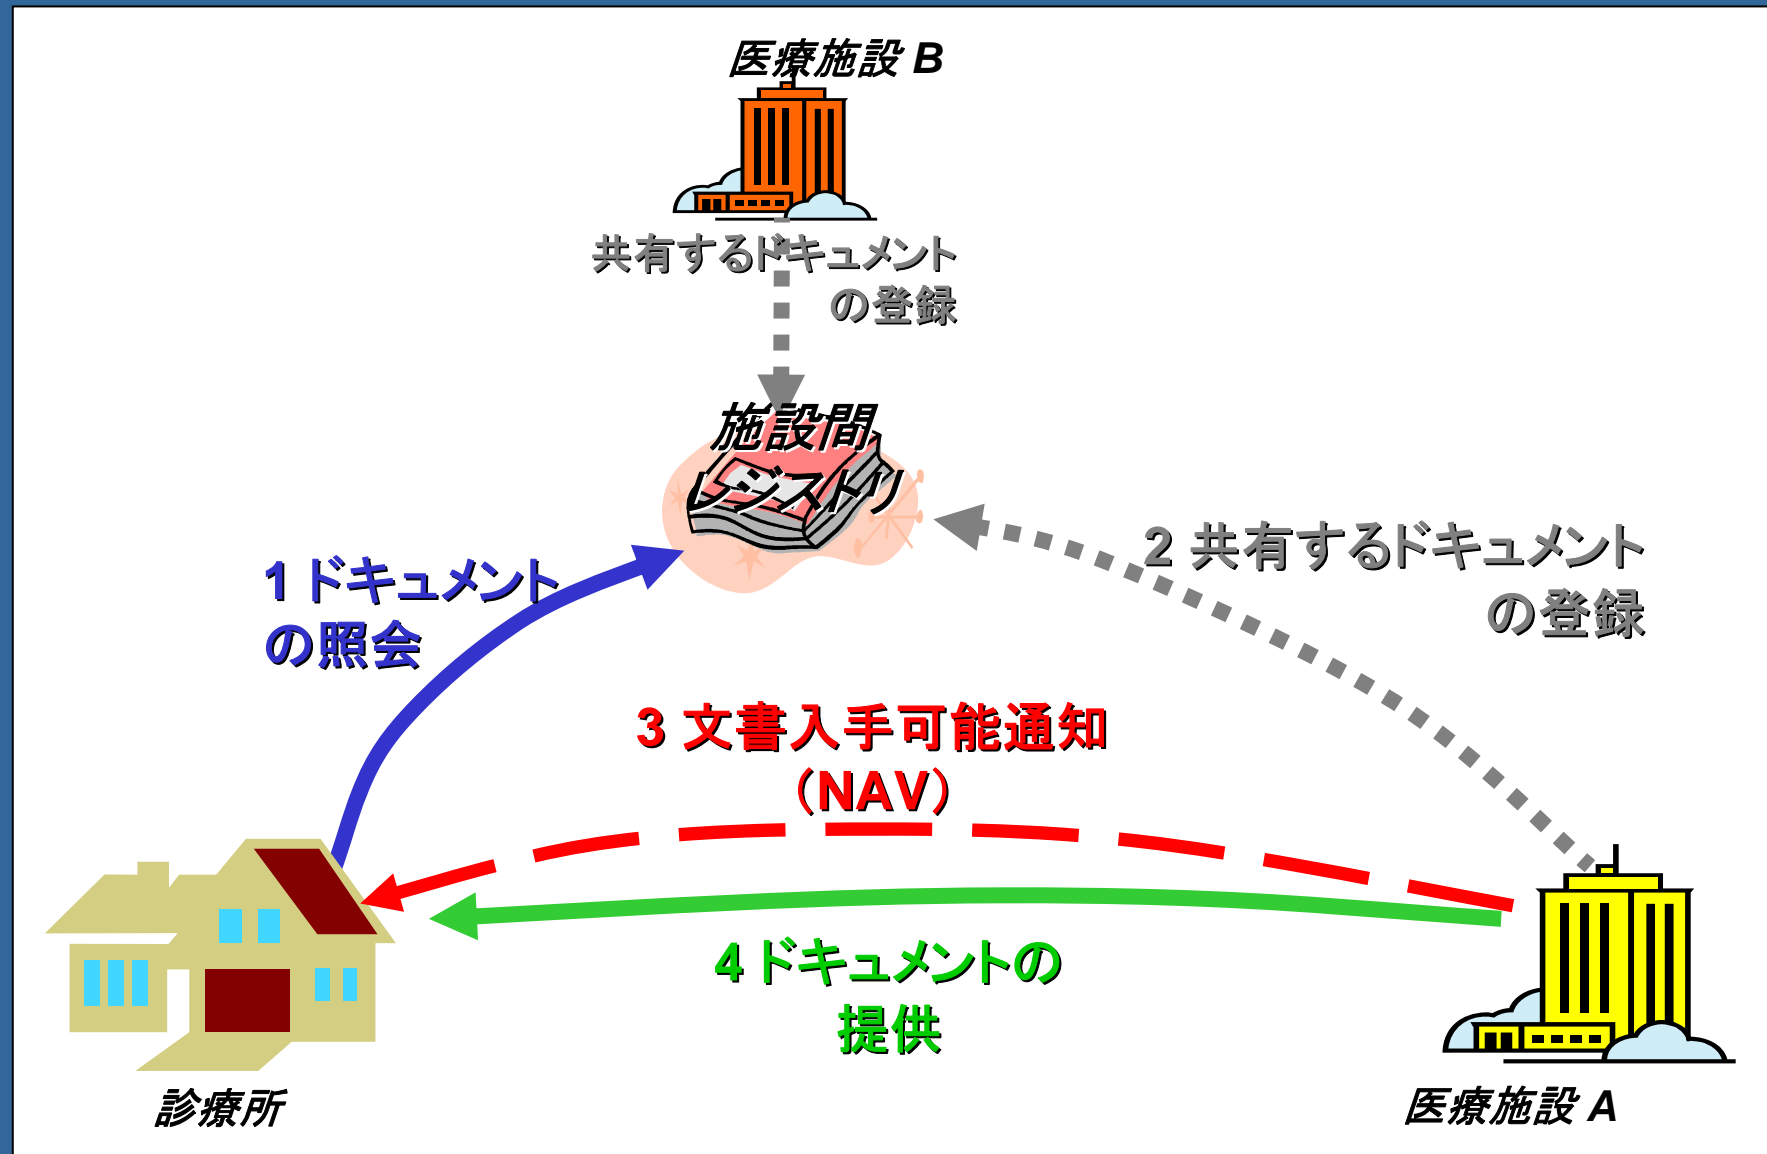 医療施設 B
共有するドキュメント
の登録
施設間
レジストリ
2 共有するドキュメント
の登録
1 ドキュメント
の照会
3 文書入手可能通知
（NAV）
4 ドキュメントの
提供
診療所
医療施設 A